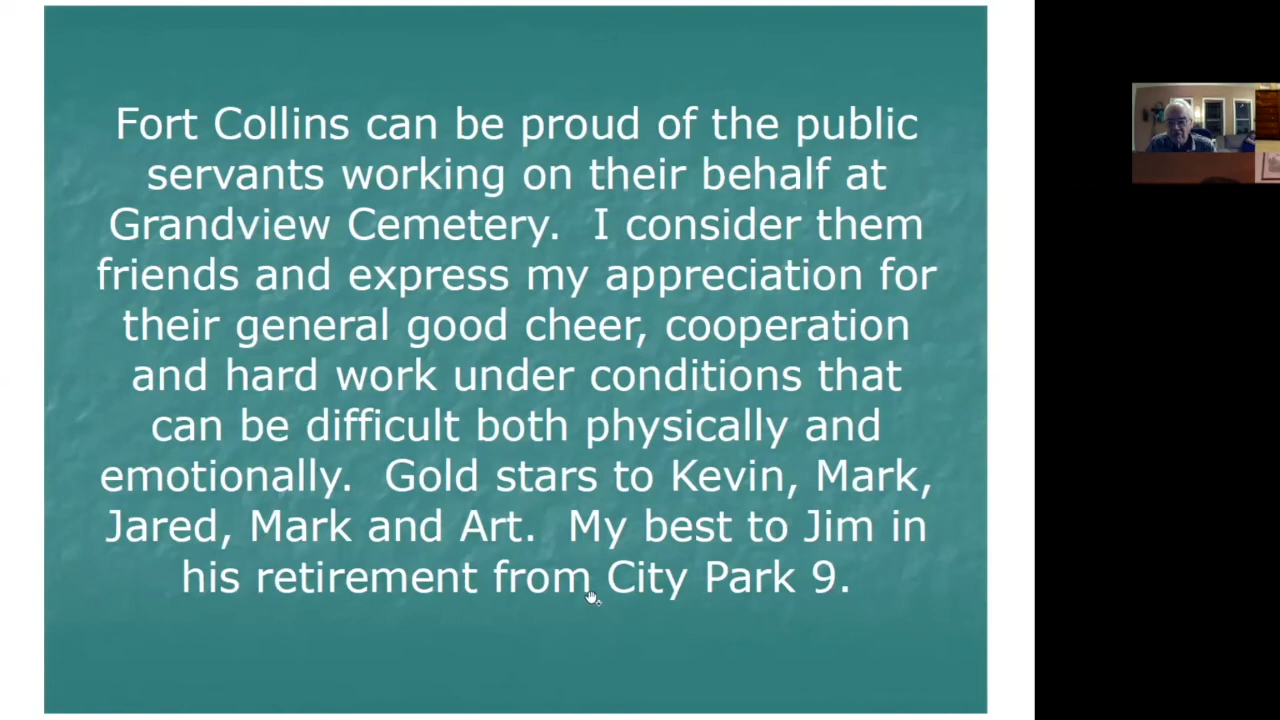 Fort Collins can be proud of the public
servants working on their behalf at
Grandview Cemetery.  I consider them
friends and express my appreciation for
their general good cheer, cooperation
and hard work under conditions that
can be difficult both physically and
emotionally.  Gold stars to Kevin, Mark,
Jared, Mark and Art.  My best to Jim in
his retirement from City Park 9.